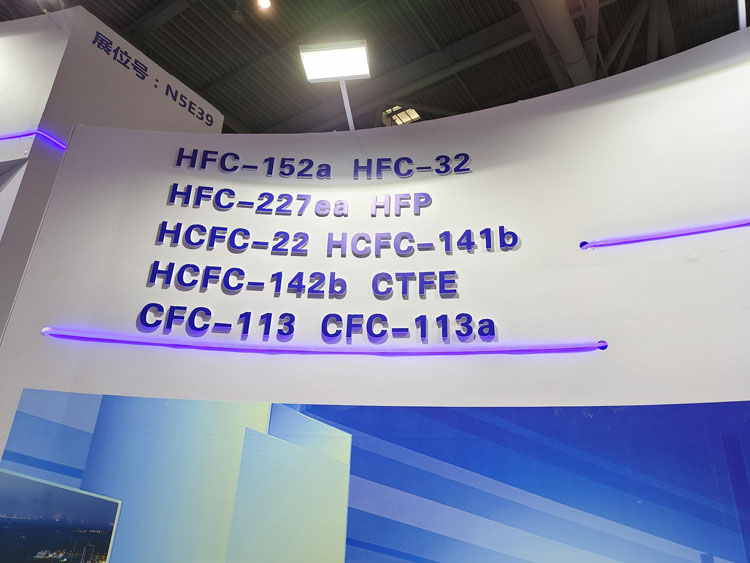 展位号：N5E39
HFC-152a HFC-32
HFC-227ea HFP
HCFC-22 HCFC-141b
HCFC-142b CTFE
CFC-113 CFC-113a